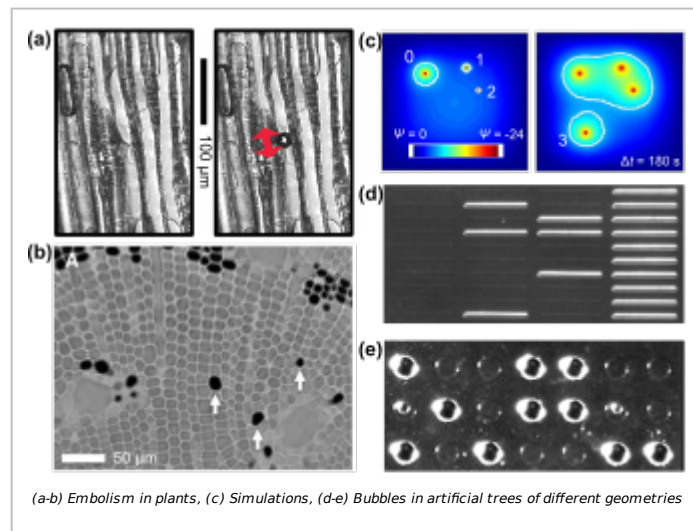 (a)
100 µm
(b)
A
50 µm
(c)
0
1
2
Ψ = 0
Ψ = -24
3
Δt = 180 s
(d)
(e)
(a-b) Embolism in plants, (c) Simulations, (d-e) Bubbles in artificial trees of different geometries